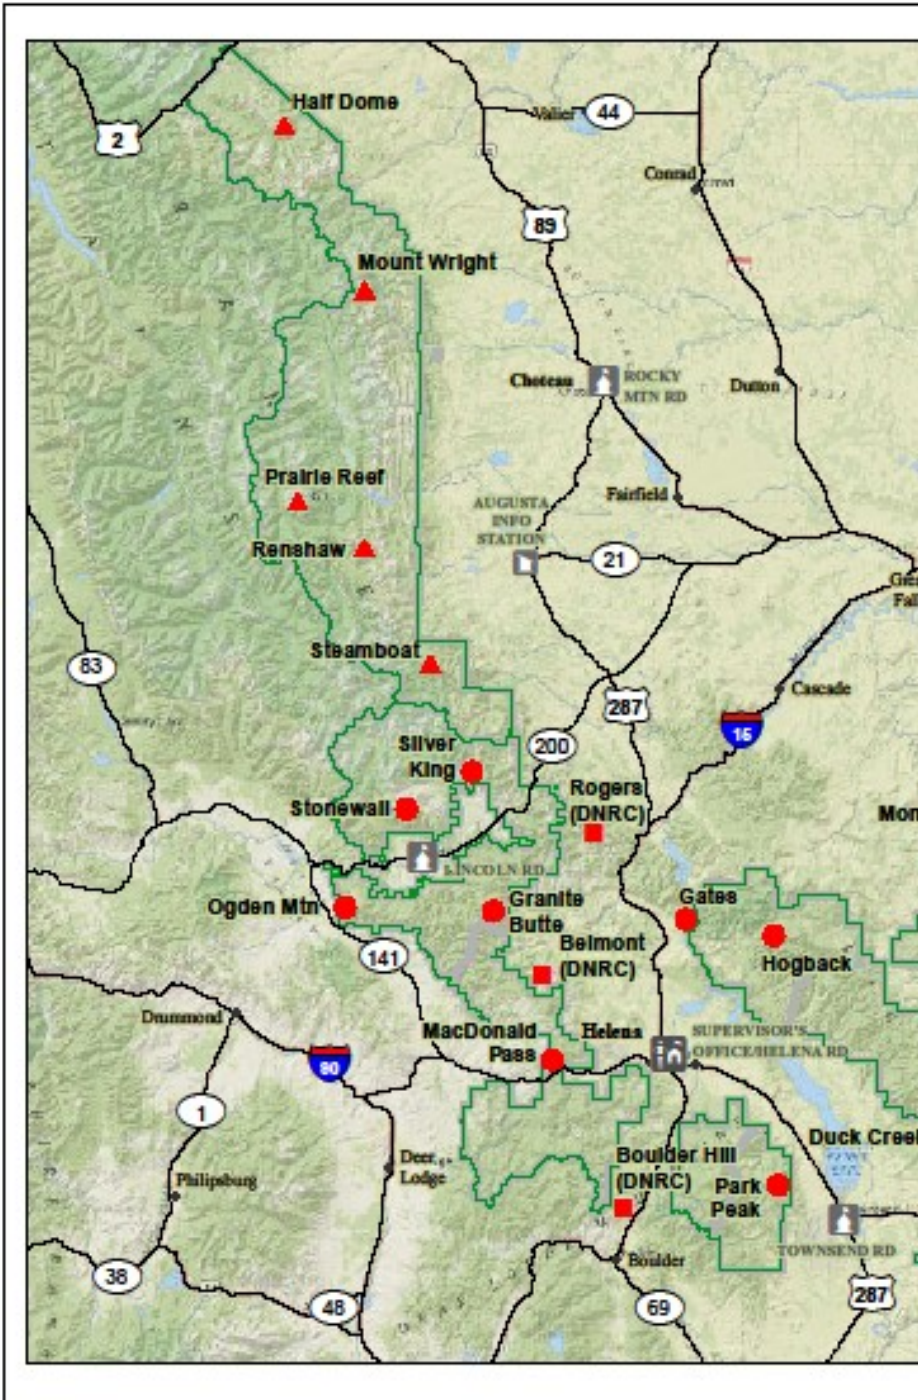 Half Dome
2
Valier
44
Conrad
89
Mount Wright
Choteau
ROCKY
MTN RD
Dutton
Prairie Reef
AUGUSTA
INFO
STATION
Fairfield
Renshaw
21
Steamboat
83
Cascade
287
15
200
Silver
King
Rogers
(DNRC)
Stonewall
LINCOLN RD
Ogden Mtn
Granite
Butte
Gates
Belmont
(DNRC)
Hogback
141
Drummond
MacDonald
Pass
Helena
SUPERVISOR'S
OFFICE/HELENA RD
90
1
Deer
Lodge
Boulder Hill
(DNRC)
Park
Peak
Philipsburg
TOWNSEND RD
Boulder
38
48
69
287